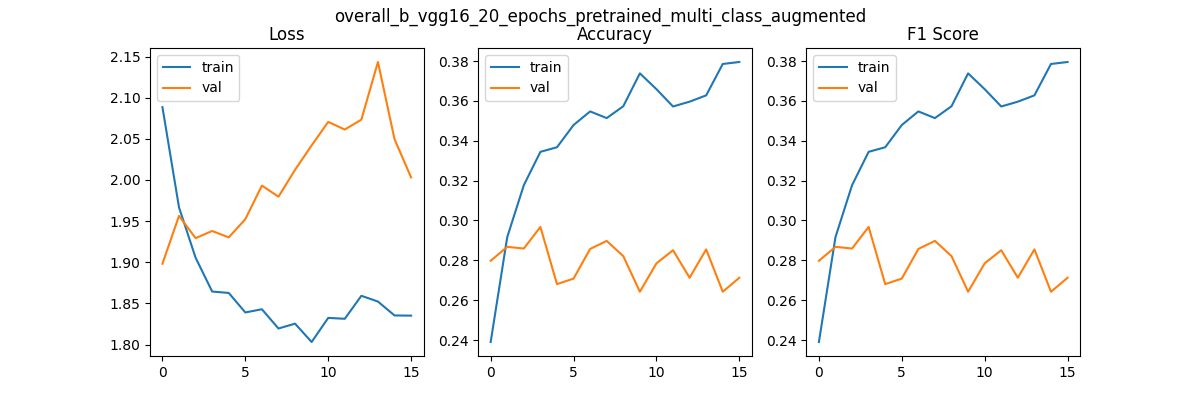 overall_b_vgg16_20_epochs_pretrained_multi_class_augmented
Loss
Accuracy
F1 Score
train
val
train
val
train
val
2.15
2.10
2.05
2.00
1.95
1.90
1.85
1.80
0 5 10 15
0.38
0.36
0.34
0.32
0.30
0.28
0.26
0.24
0 5 10 15
0.38
0.36
0.34
0.32
0.30
0.28
0.26
0.24
0 5 10 15